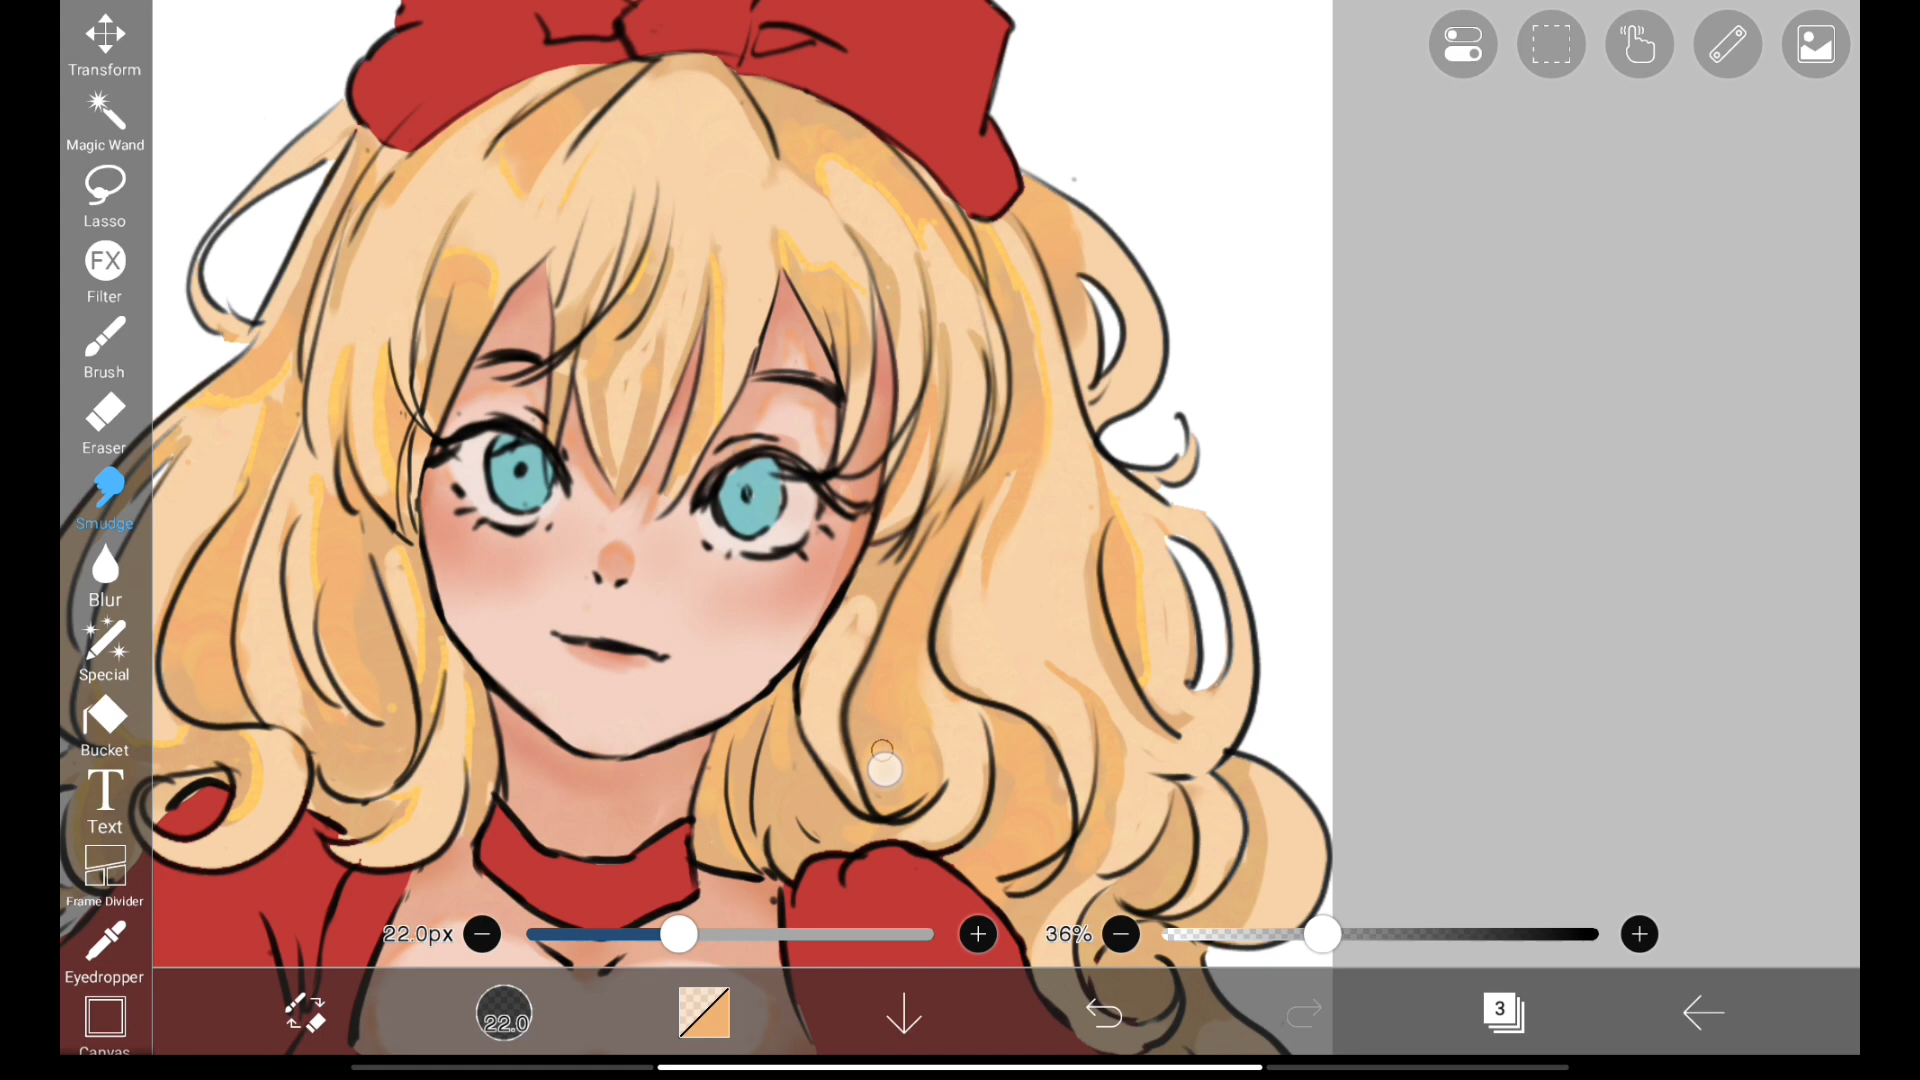 Transform
Magic Wand
Lasso
FX
Filter
Brush
Eraser
Smudge
Blur
Special
Bucket
T
Text
Frame Divider
Eyedropper
Canvas
22.0px
36%
22.0
3